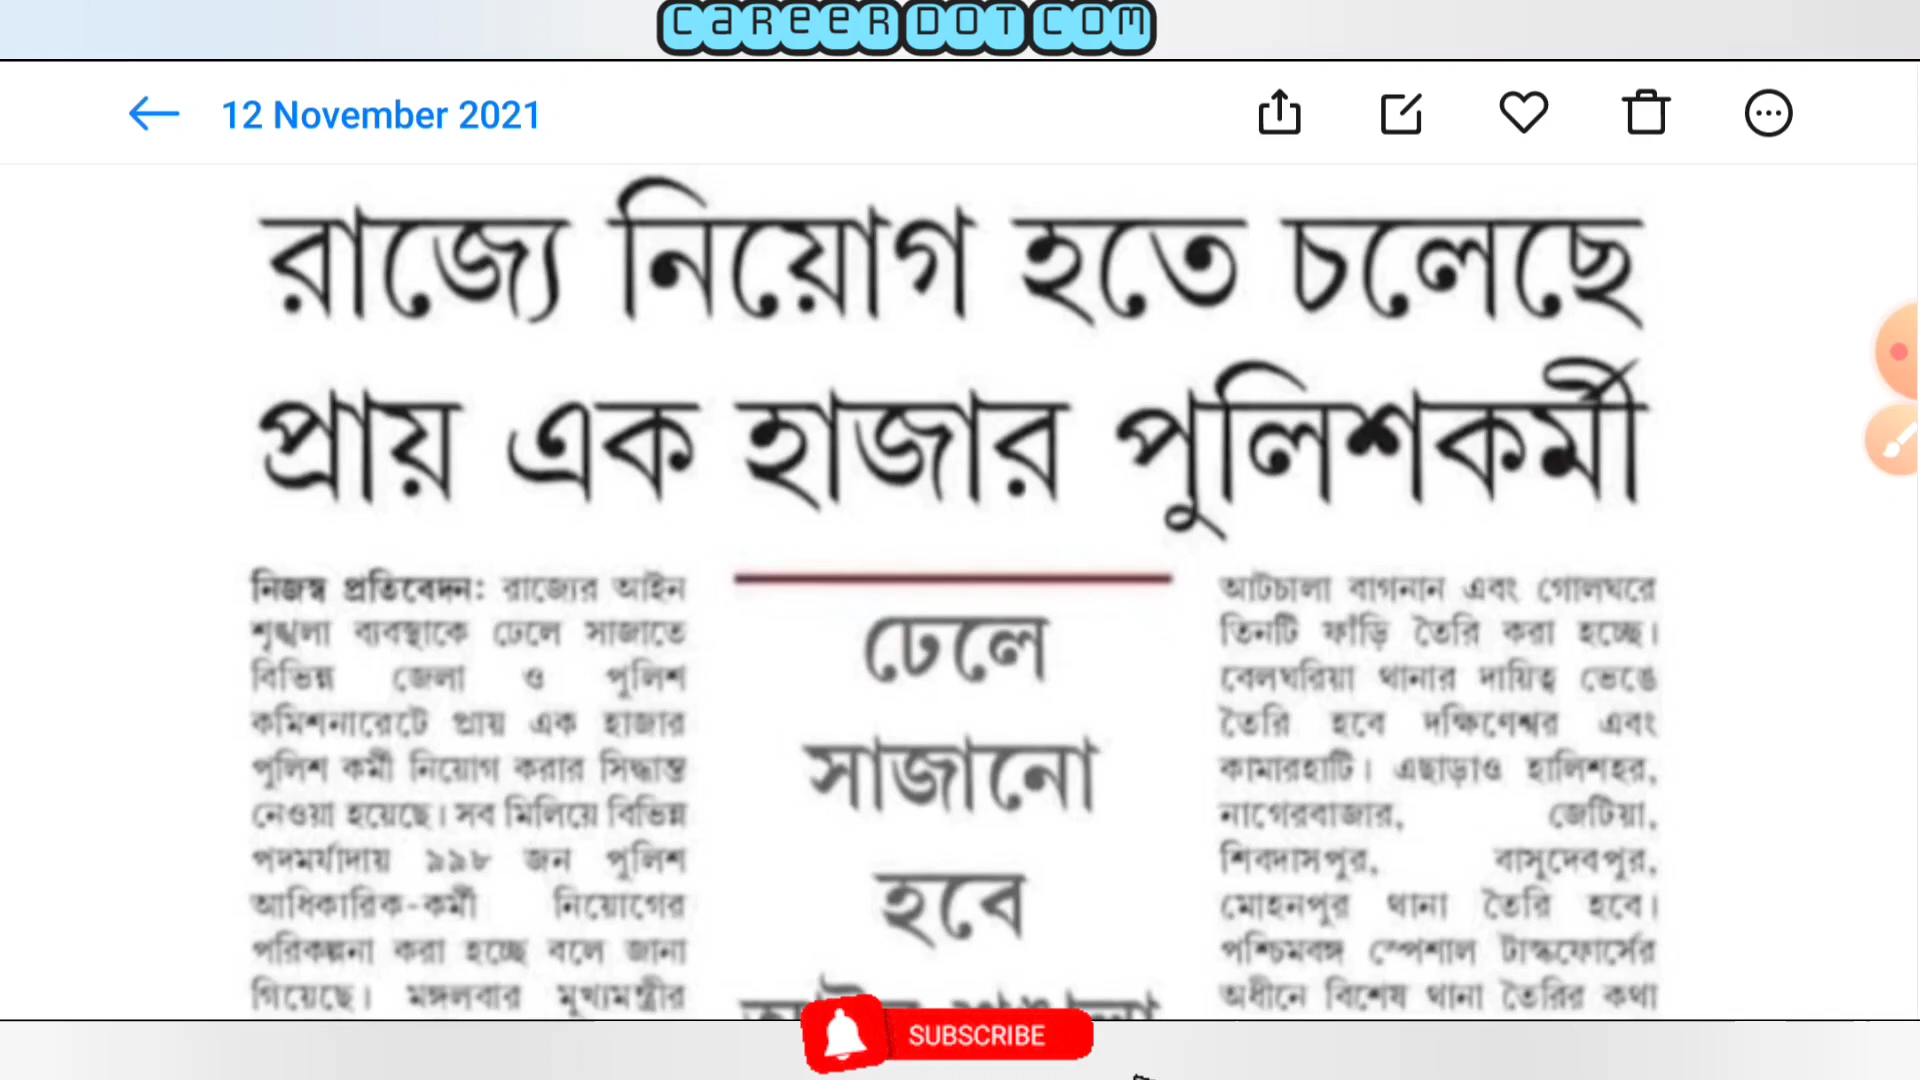 CAREER DOT COM
12 November 2021
রাজ্যে নিয়োগ হতে চলেছে
প্রায় এক হাজার পুলিশকর্মী
নিজস্ব প্রতিবেদন: রাজ্যের আইন
শৃঙ্খলা ব্যবস্থাকে ঢেলে সাজাতে
বিভিন্ন জেলা ও পুলিশ
কমিশনারেটে প্রায় এক হাজার
পুলিশ কর্মী নিয়োগ করার সিদ্ধান্ত
নেওয়া হয়েছে। সব মিলিয়ে বিভিন্ন
পদমর্যাদায় ৯৯৮ জন পুলিশ
আধিকারিক-কর্মী নিয়োগের
পরিকল্পনা করা হচ্ছে বলে জানা
গিয়েছে। মঙ্গলবার মুখ্যমন্ত্রীর
ঢেলে
সাজানো
হবে
আটচালা বাগনান এবং গোলঘরে
তিনটি ফাঁড়ি তৈরি করা হচ্ছে।
বেলঘরিয়া থানার দায়িত্ব ভেঙে
তৈরি হবে দক্ষিণেশ্বর এবং
কামারহাটি। এছাড়াও হালিশহর,
নাগেরবাজার, জেটিয়া,
শিবদাসপুর, বাসুদেবপুর,
মোহনপুর থানা তৈরি হবে।
পশ্চিমবঙ্গ স্পেশাল টাস্কফোর্সের
অধীনে বিশেষ থানা তৈরির কথা
SUBSCRIBE